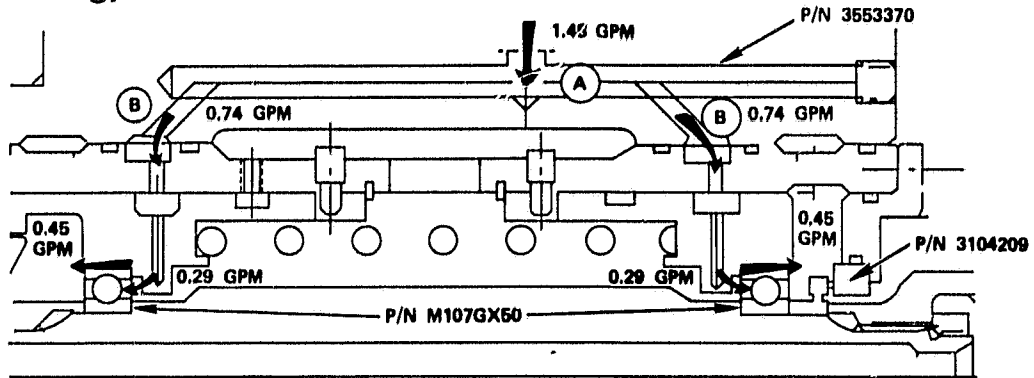 P/N 3553370
1.49 GPM
A
B
0.74 GPM
B
0.74 GPM
0.45
GPM
0.45
GPM
P/N 3104209
0.29 GPM
0.29 GPM
P/N M107GX50